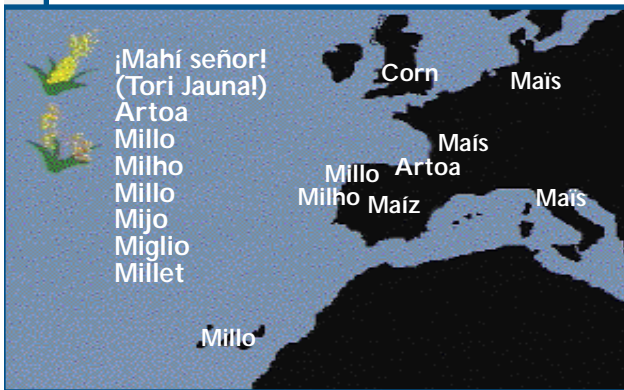 ¡Mahí señor!
(Tori Jauna!)
Artoa
Millo
Milho
Millo
Mijo
Miglio
Millet
Corn
Maïs
Maís
Millo
Artoa
Milho
Maíz
Maïs
Millo